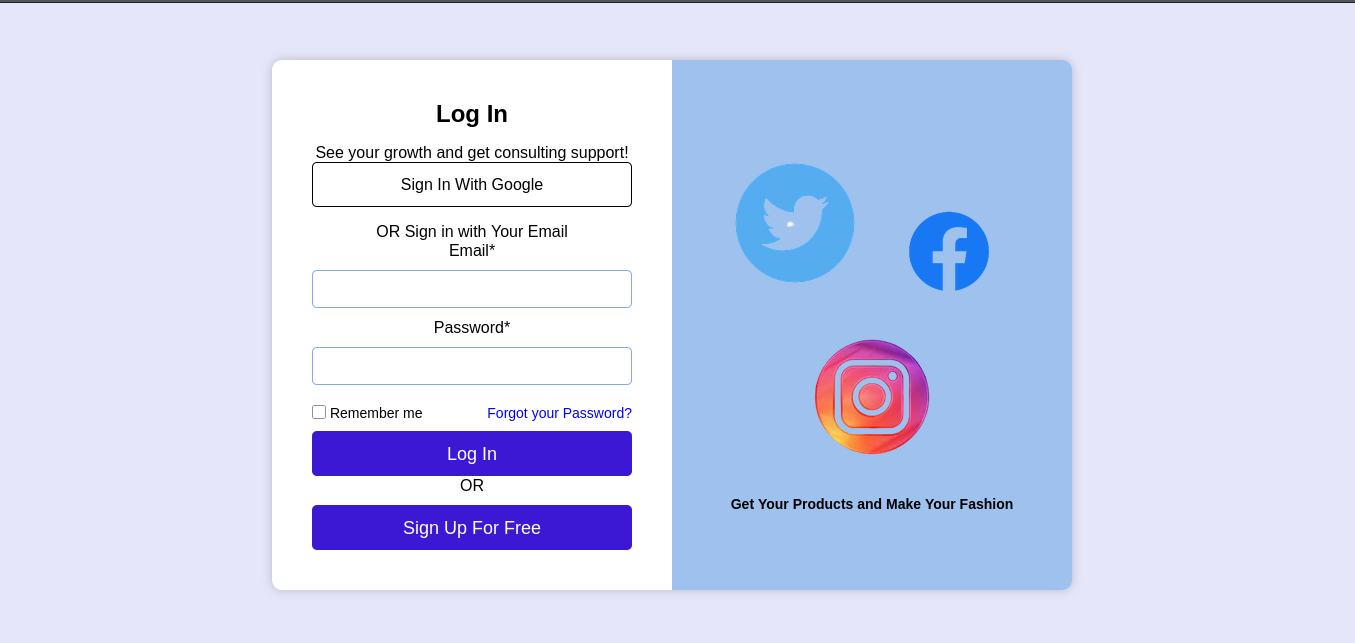 Log In
See your growth and get consulting support!
Sign In With Google
OR Sign in with Your Email
Email*
Password*
Remember me
Forgot your Password?
Log In
OR
Sign Up For Free
Get Your Products and Make Your Fashion